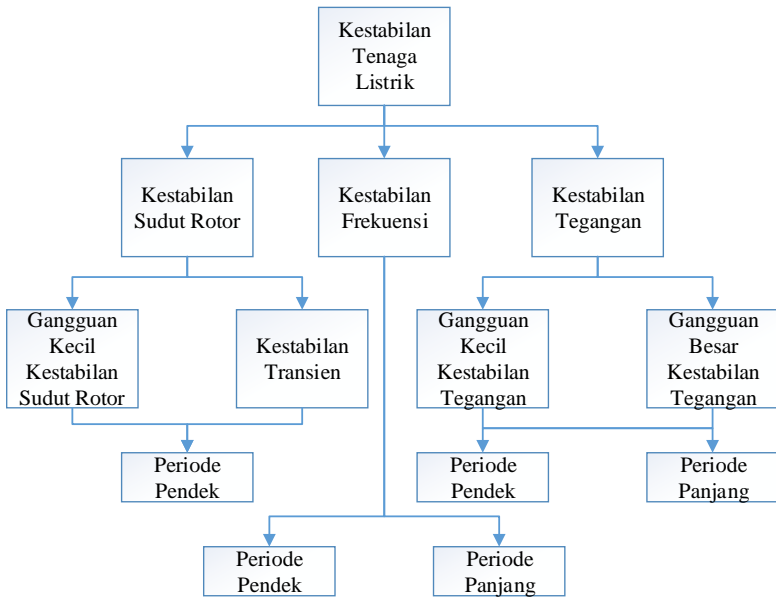 Kestabilan
Tenaga
Listrik
Kestabilan
Sudut Rotor
Kestabilan
Frekuensi
Kestabilan
Tegangan
Gangguan
Kecil
Kestabilan
Sudut Rotor
Kestabilan
Transien
Gangguan
Kecil
Kestabilan
Tegangan
Gangguan
Besar
Kestabilan
Tegangan
Periode
Pendek
Periode
Pendek
Periode
Panjang
Periode
Pendek
Periode
Panjang